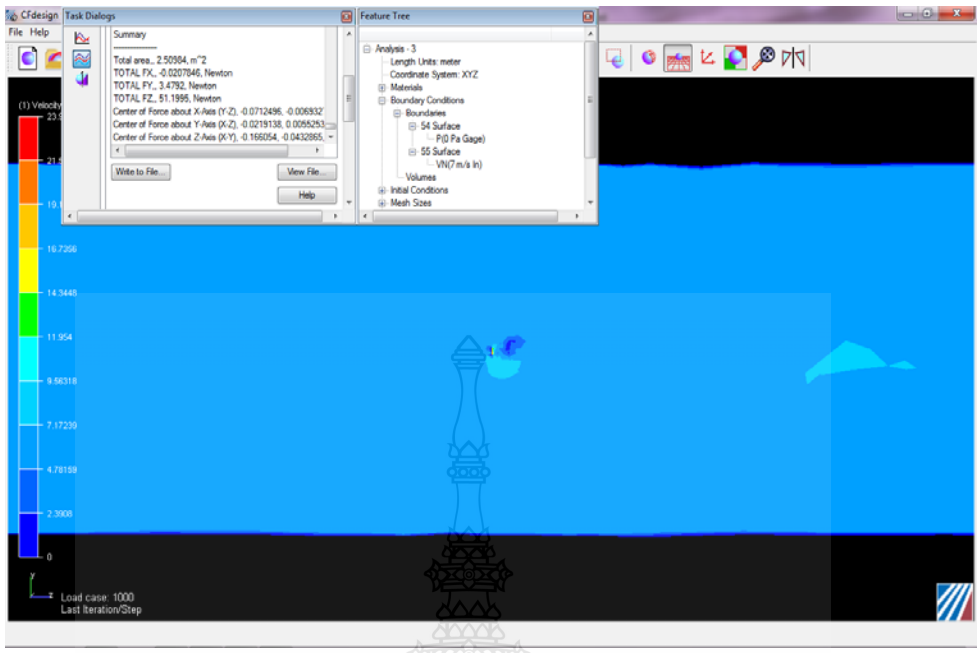 CFdesign
File Help
Task Dialogs
Summary
Total area,, 2.50984, m^2
TOTAL FX,, -0.0207846, Newton
TOTAL FY,, 3.4792, Newton
TOTAL FZ,, 51.1995, Newton
Center of Force about X-Axis (Y-Z), -0.0712496, -0.006932
Center of Force about Y-Axis (X-Z), -0.0219138, 0.0055253
Center of Force about Z-Axis (X-Y), -0.166054, -0.0432865,
Write to File...
View File...
Help
Feature Tree
Analysis - 3
Length Units: meter
Coordinate System: XYZ
Materials
Boundary Conditions
Boundaries
54 Surface
P(0 Pa Gage)
55 Surface
VN(7 m/s In)
Volumes
Initial Conditions
Mesh Sizes
(1) Velocity
16.7356
14.3448
11.954
9.56318
7.17239
4.78159
2.3908
0
y
z
Load case: 1000
Last Iteration/Step